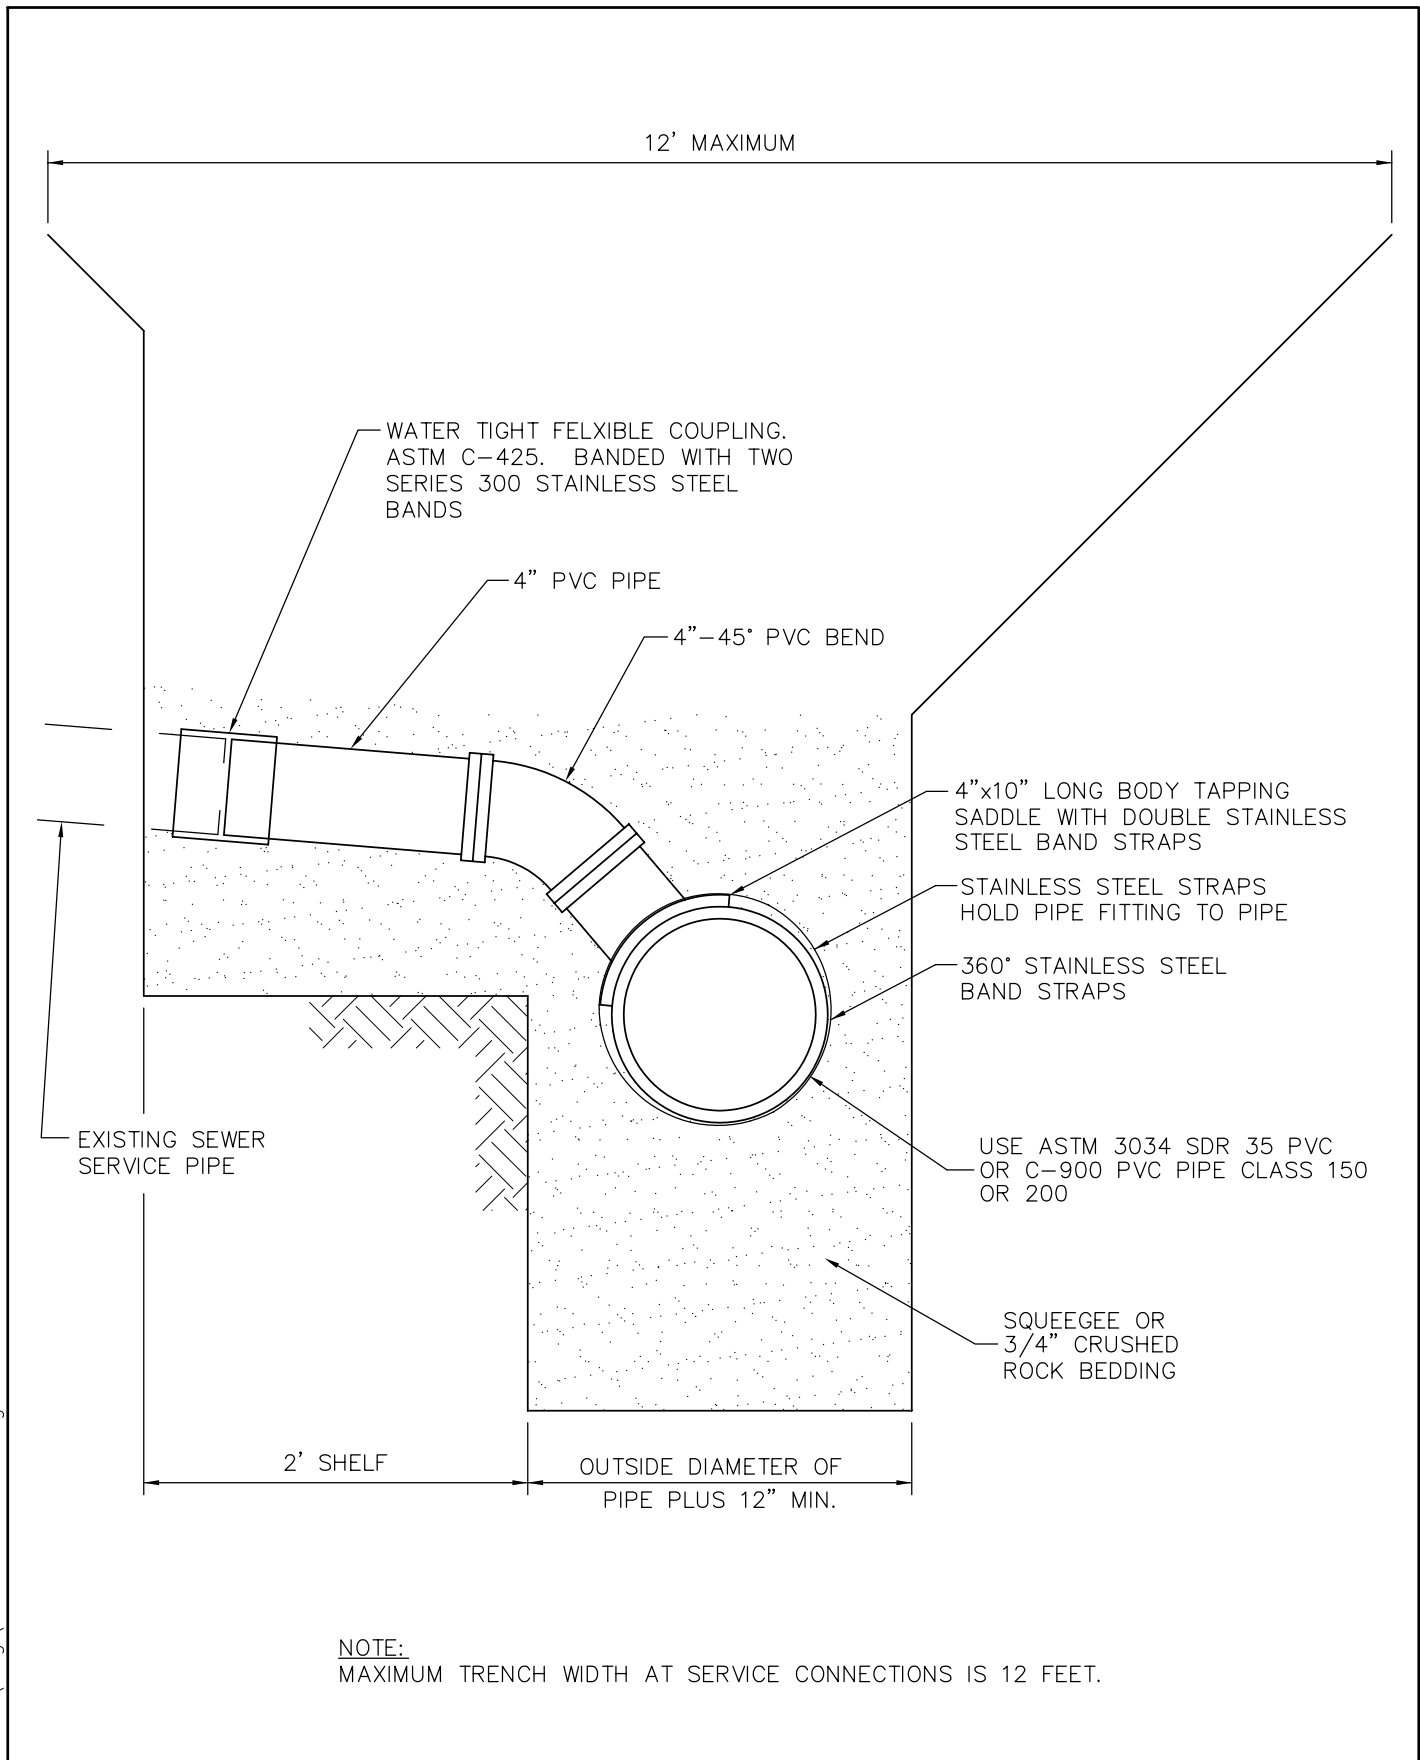 12' MAXIMUM
WATER TIGHT FELXIBLE COUPLING.
ASTM C-425. BANDED WITH TWO
SERIES 300 STAINLESS STEEL
BANDS
4" PVC PIPE
4"-45° PVC BEND
4"x10" LONG BODY TAPPING
SADDLE WITH DOUBLE STAINLESS
STEEL BAND STRAPS
STAINLESS STEEL STRAPS
HOLD PIPE FITTING TO PIPE
360° STAINLESS STEEL
BAND STRAPS
EXISTING SEWER
SERVICE PIPE
USE ASTM 3034 SDR 35 PVC
OR C-900 PVC PIPE CLASS 150
OR 200
SQUEEGEE OR
3/4" CRUSHED
ROCK BEDDING
2' SHELF
OUTSIDE DIAMETER OF
PIPE PLUS 12" MIN.
NOTE:
MAXIMUM TRENCH WIDTH AT SERVICE CONNECTIONS IS 12 FEET.